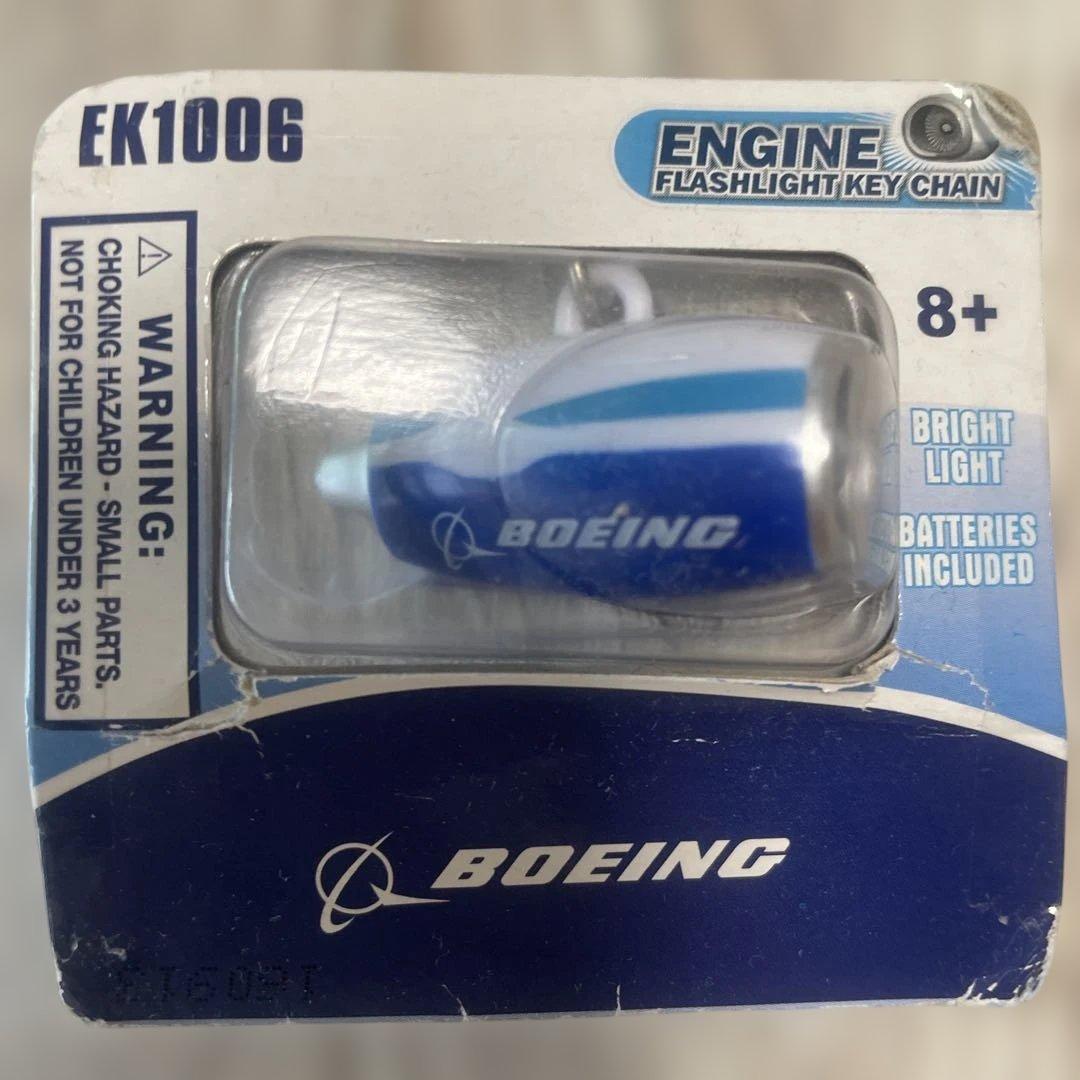 EK1006
ENGINE
FLASHLIGHT KEY CHAIN
⚠ WARNING:
CHOKING HAZARD - SMALL PARTS.
NOT FOR CHILDREN UNDER 3 YEARS
8+
BRIGHT
LIGHT
BATTERIES
INCLUDED
BOEING
BOEING